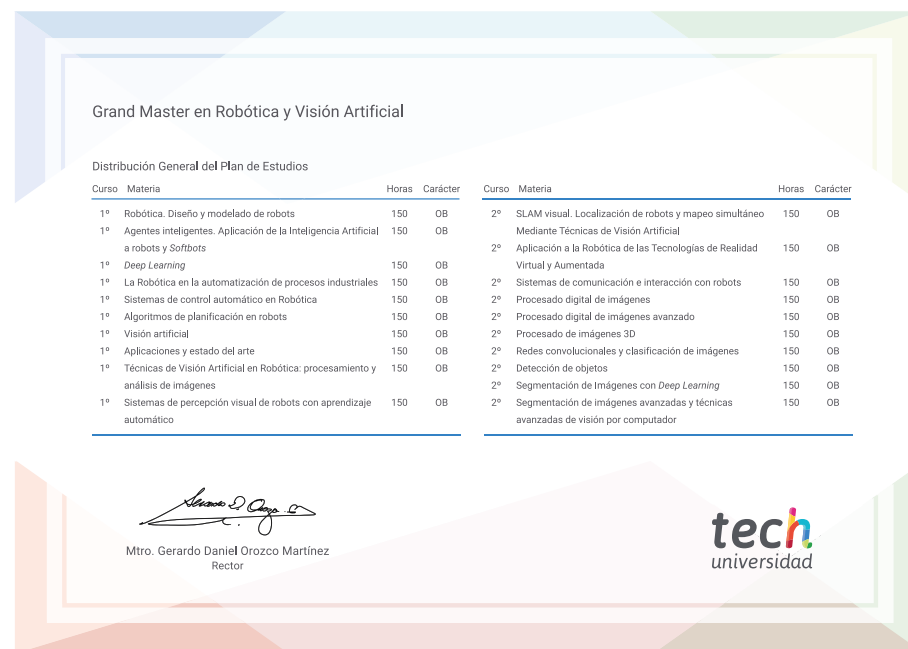 Grand Master en Robótica y Visión Artificial
Distribución General del Plan de Estudios
Curso Materia Horas Carácter
1º Robótica. Diseño y modelado de robots 150 OB
1º Agentes inteligentes. Aplicación de la Inteligencia Artificial 150 OB
a robots y Softbots
1º Deep Learning 150 OB
1º La Robótica en la automatización de procesos industriales 150 OB
1º Sistemas de control automático en Robótica 150 OB
1º Algoritmos de planificación en robots 150 OB
1º Visión artificial 150 OB
1º Aplicaciones y estado del arte 150 OB
1º Técnicas de Visión Artificial en Robótica: procesamiento y 150 OB
análisis de imágenes
1º Sistemas de percepción visual de robots con aprendizaje 150 OB
automático
Curso Materia Horas Carácter
2º SLAM visual. Localización de robots y mapeo simultáneo 150 OB
Mediante Técnicas de Visión Artificial
2º Aplicación a la Robótica de las Tecnologías de Realidad 150 OB
Virtual y Aumentada
2º Sistemas de comunicación e interacción con robots 150 OB
2º Procesado digital de imágenes 150 OB
2º Procesado digital de imágenes avanzado 150 OB
2º Procesado de imágenes 3D 150 OB
2º Redes convolucionales y clasificación de imágenes 150 OB
2º Detección de objetos 150 OB
2º Segmentación de Imágenes con Deep Learning 150 OB
2º Segmentación de imágenes avanzadas y técnicas 150 OB
avanzadas de visión por computador
Mtro. Gerardo Daniel Orozco Martínez
Rector
tech
universidad